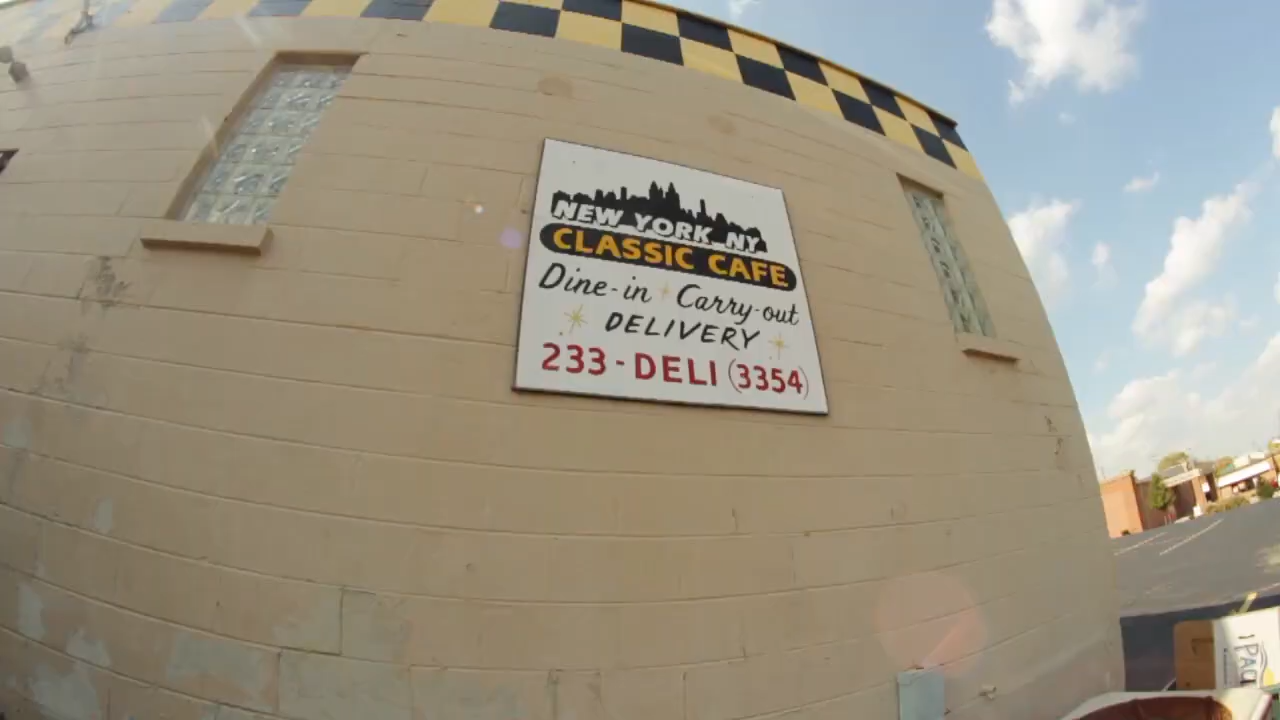 NEW YORK NY
CLASSIC CAFE
Dine-in Carry-out
DELIVERY
233-DELI (3354)